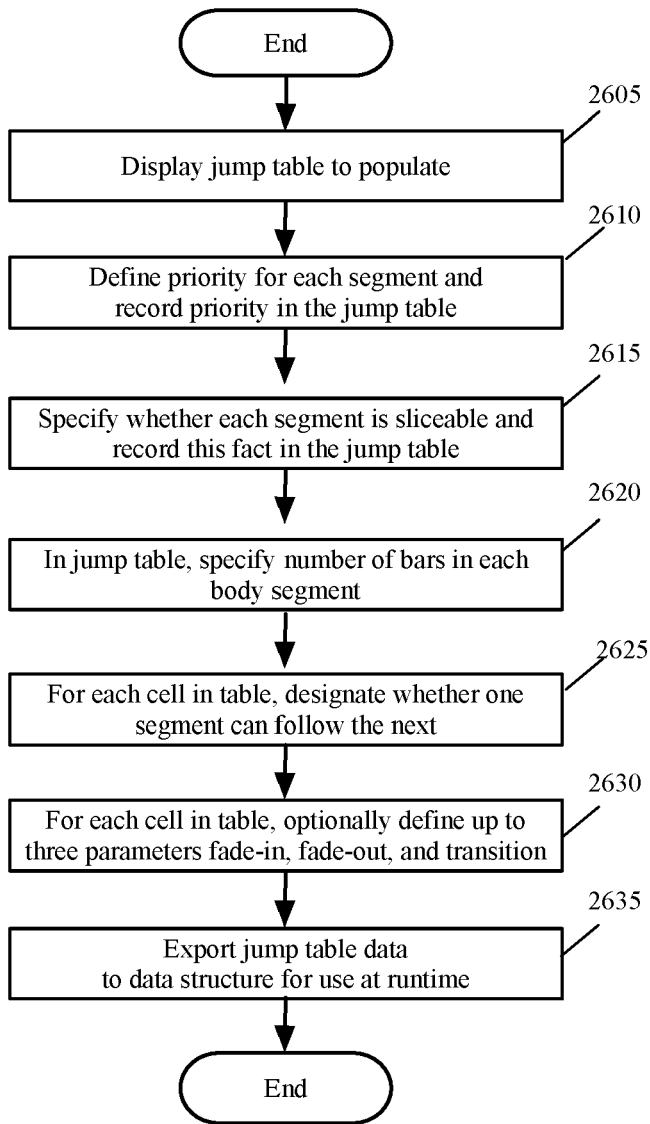 End
2605
Display jump table to populate
2610
Define priority for each segment and
record priority in the jump table
2615
Specify whether each segment is sliceable and
record this fact in the jump table
2620
In jump table, specify number of bars in each
body segment
2625
For each cell in table, designate whether one
segment can follow the next
2630
For each cell in table, optionally define up to
three parameters fade-in, fade-out, and transition
2635
Export jump table data
to data structure for use at runtime
End